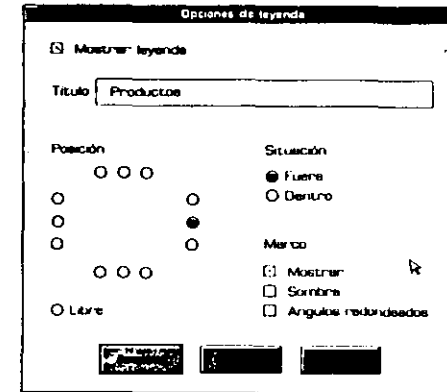 Opciones de leyenda
Mostrar leyenda
Título Productos
Posición
Situación
Fuera
Dentro
Marco
Mostrar
Sombra
Libre
Angulos redondeados